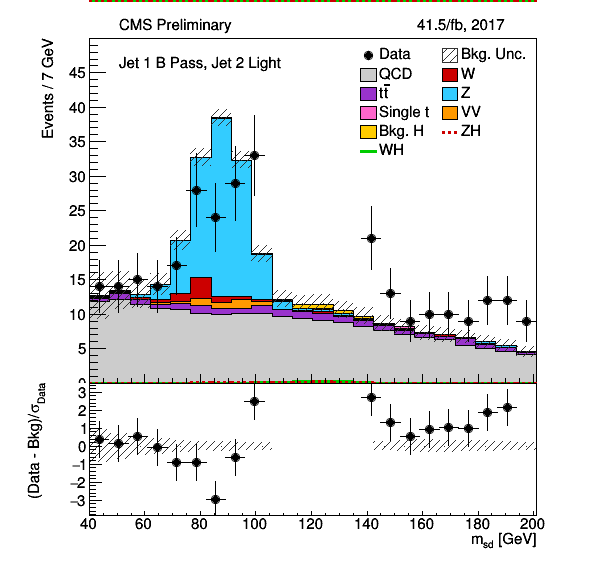 CMS Preliminary 41.5/fb, 2017
Events / 7 GeV
Jet 1 B Pass, Jet 2 Light
Data Bkg. Unc.
QCD W
tt̄ Z
Single t VV
Bkg. H ZH
WH
45
40
35
30
25
20
15
10
5
0
(Data - Bkg)/σData
3
2
1
0
−1
−2
−3
40 60 80 100 120 140 160 180 200
msd [GeV]